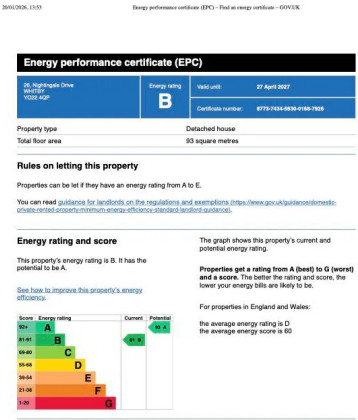 20/01/2026, 13:53
Energy performance certificate (EPC) – Find an energy certificate – GOV.UK
Energy performance certificate (EPC)
26, Nightingale Drive
WHITBY
YO22 4QP
Energy rating
B
Valid until: 27 April 2027
Certificate number: 8773-7434-5630-0168-7926
Property type Detached house
Total floor area 93 square metres
Rules on letting this property
Properties can be let if they have an energy rating from A to E.
You can read guidance for landlords on the regulations and exemptions (https://www.gov.uk/guidance/domestic-
private-rented-property-minimum-energy-efficiency-standard-landlord-guidance).
Energy rating and score
This property's energy rating is B. It has the
potential to be A.
See how to improve this property's energy
efficiency.
Score Energy rating Current Potential
92+ A 92 A
81-91 B 81 B
69-80 C
55-68 D
39-54 E
21-38 F
1-20 G
The graph shows this property's current and
potential energy rating.
Properties get a rating from A (best) to G (worst)
and a score. The better the rating and score, the
lower your energy bills are likely to be.
For properties in England and Wales:
the average energy rating is D
the average energy score is 60